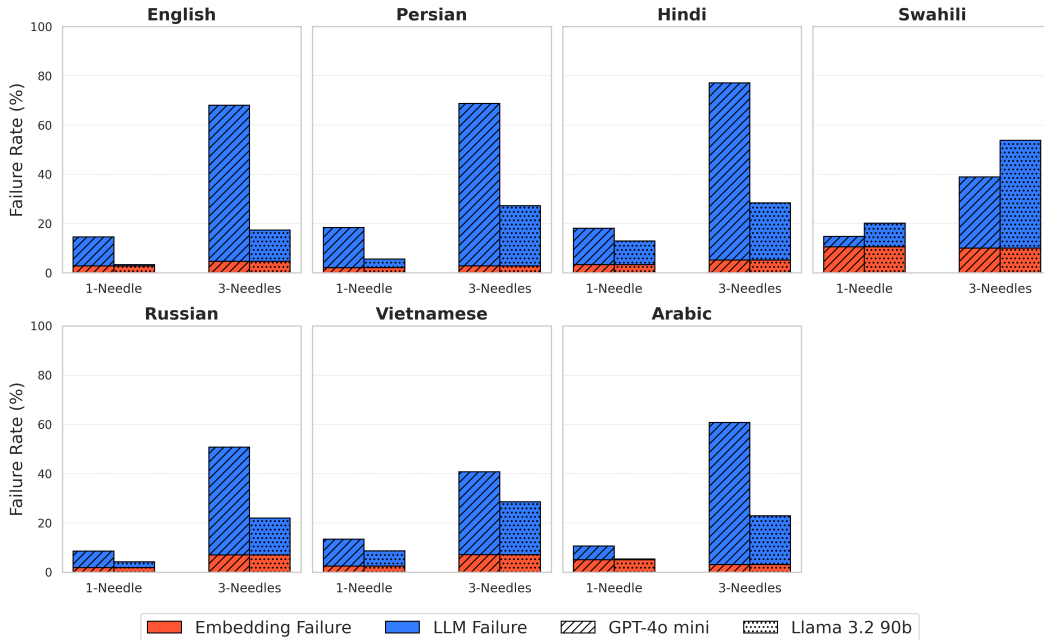 English Persian Hindi Swahili
Failure Rate (%)
100
80
60
40
20
0
1-Needle 3-Needles 1-Needle 3-Needles 1-Needle 3-Needles 1-Needle 3-Needles
Russian Vietnamese Arabic
Failure Rate (%)
100
80
60
40
20
0
1-Needle 3-Needles 1-Needle 3-Needles 1-Needle 3-Needles
Embedding Failure LLM Failure GPT-4o mini Llama 3.2 90b